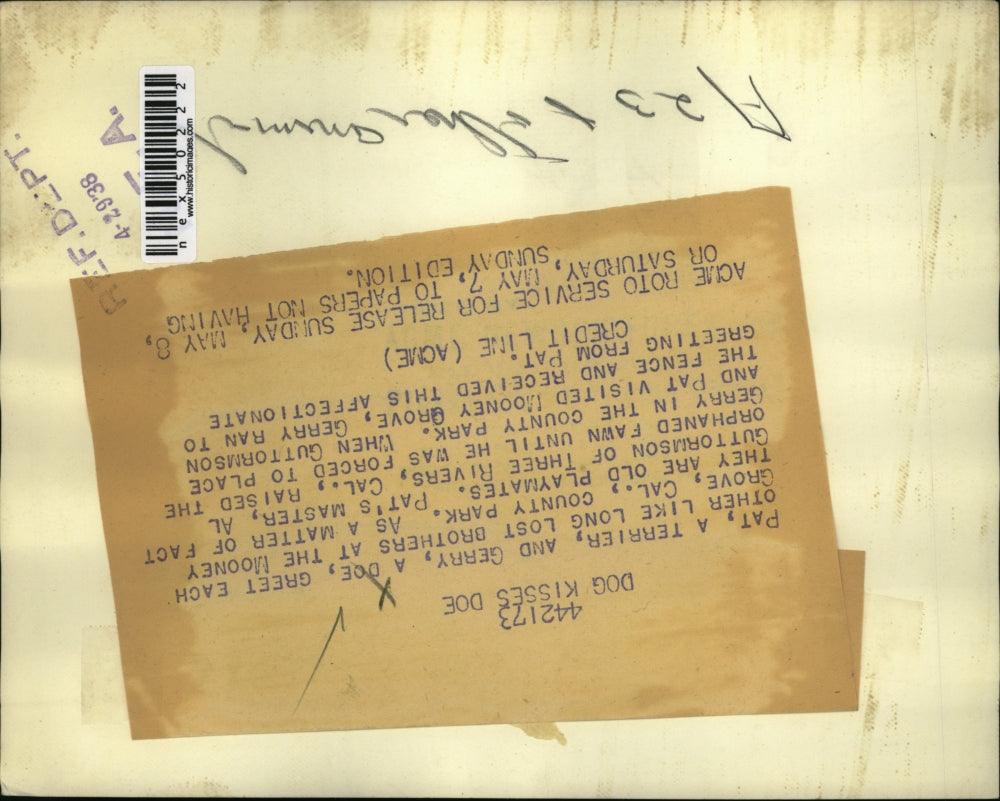 442173
DOG KISSES DOE
PAT, A TERRIER, AND GERRY, A DOE, GREET EACH
OTHER LIKE LONG LOST BROTHERS AT THE MOONEY
GROVE, CAL., COUNTY PARK. AS A MATTER OF FACT
THEY ARE OLD PLAYMATES. PAT'S MASTER, AL
GUTTORMSON OF THREE RIVERS, CAL., RAISED THE
ORPHANED FAWN UNTIL HE WAS FORCED TO PLACE
GERRY IN THE COUNTY PARK. WHEN GUTTORMSON
AND PAT VISITED MOONEY GROVE, GERRY RAN TO
THE FENCE AND RECEIVED THIS AFFECTIONATE
GREETING FROM PAT.
CREDIT LINE (ACME)
ACME ROTO SERVICE FOR RELEASE SUNDAY, MAY 8,
OR SATURDAY, MAY 7, TO PAPERS NOT HAVING
SUNDAY EDITION.
REF. DEPT.
4-29-38
A.
nex50222
www.historicimages.com